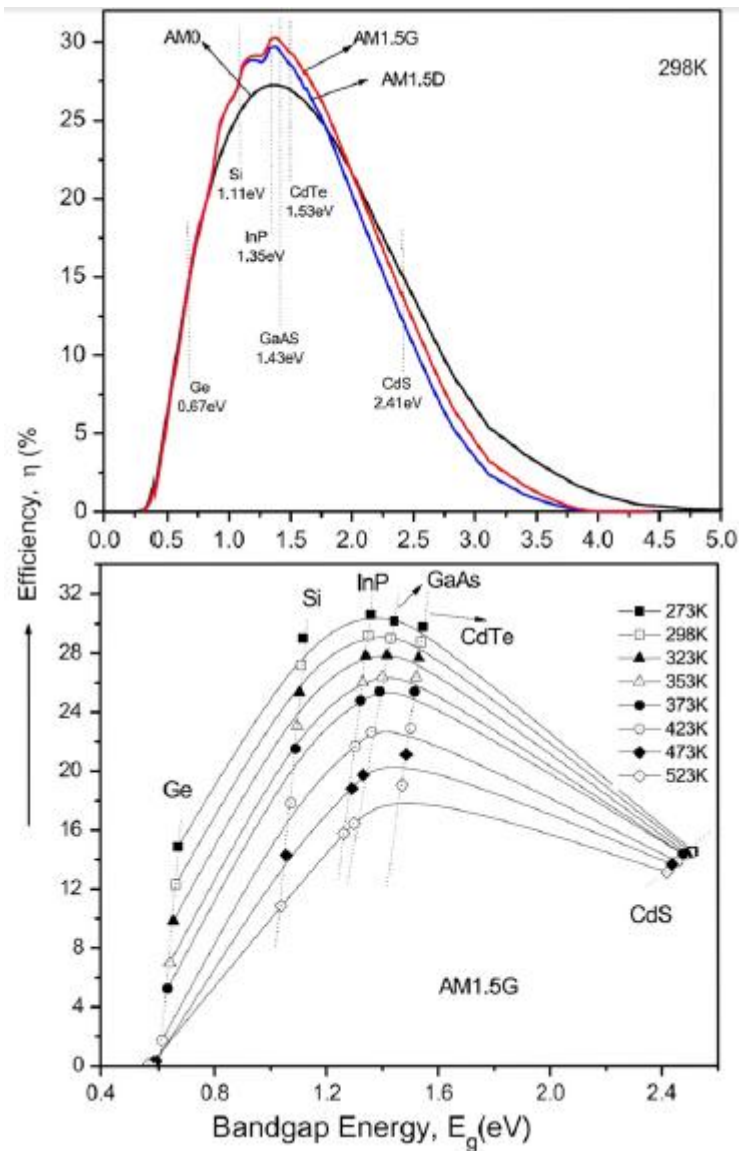 30
AM0
AM1.5G
298K
AM1.5D
25
20
Si
1.11eV
CdTe
1.53eV
15
InP
1.35eV
10
GaAS
1.43eV
Ge
0.67eV
CdS
2.41eV
5
0
0.0 0.5 1.0 1.5 2.0 2.5 3.0 3.5 4.0 4.5 5.0
Efficiency, η (%
32
28
24
20
16
12
8
4
0
Si
InP
GaAs
CdTe
Ge
CdS
273K
298K
323K
353K
373K
423K
473K
523K
AM1.5G
0.4 0.8 1.2 1.6 2.0 2.4
Bandgap Energy, Eg(eV)